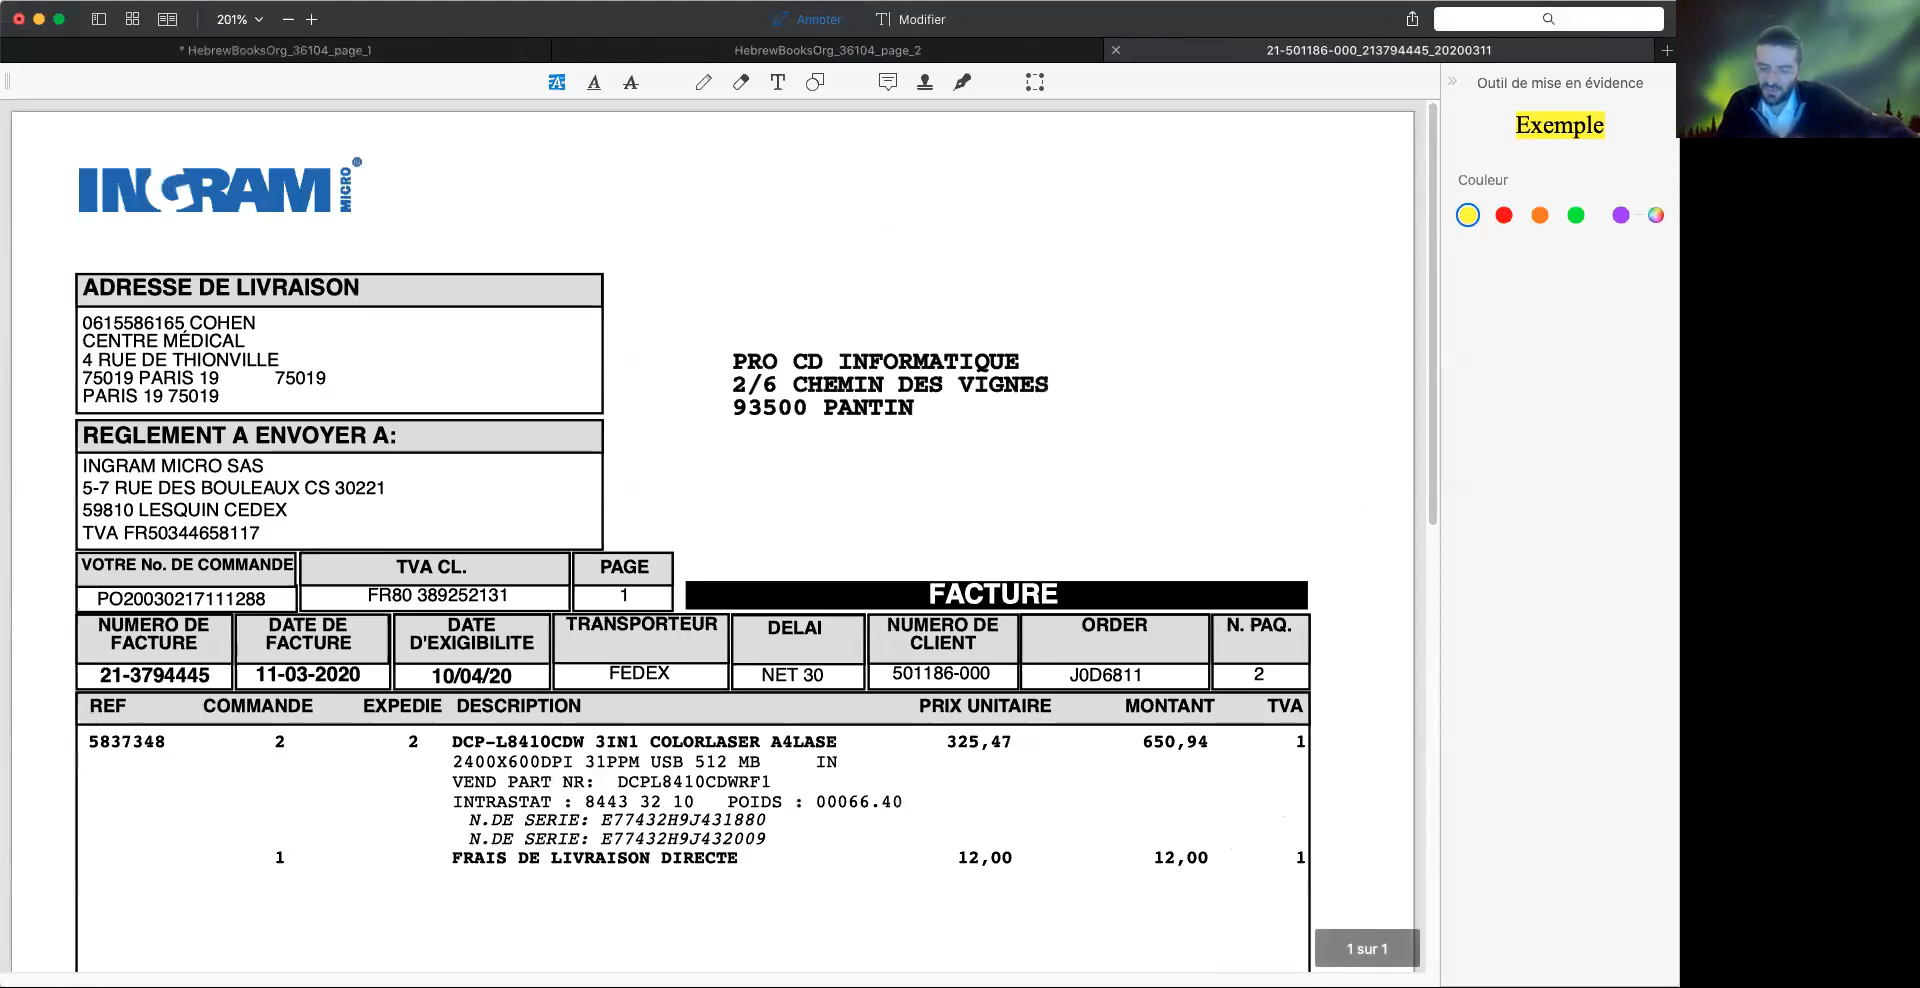 201%
Annoter
Modifier
* HebrewBooksOrg_36104_page_1
HebrewBooksOrg_36104_page_2
21-501186-000_213794445_20200311
Outil de mise en évidence
Exemple
Couleur
INGRAM MICRO®
ADRESSE DE LIVRAISON
0615586165 COHEN
CENTRE MÉDICAL
4 RUE DE THIONVILLE
75019 PARIS 19 75019
PARIS 19 75019
PRO CD INFORMATIQUE
2/6 CHEMIN DES VIGNES
93500 PANTIN
REGLEMENT A ENVOYER A:
INGRAM MICRO SAS
5-7 RUE DES BOULEAUX CS 30221
59810 LESQUIN CEDEX
TVA FR50344658117
VOTRE No. DE COMMANDE TVA CL. PAGE
PO20030217111288 FR80 389252131 1
FACTURE
NUMERO DE FACTURE DATE DE FACTURE DATE D'EXIGIBILITE TRANSPORTEUR DELAI NUMERO DE CLIENT ORDER N. PAQ.
21-3794445 11-03-2020 10/04/20 FEDEX NET 30 501186-000 J0D6811 2
REF COMMANDE EXPEDIE DESCRIPTION PRIX UNITAIRE MONTANT TVA
5837348 2 2 DCP-L8410CDW 3IN1 COLORLASER A4LASE 325,47 650,94 1
2400X600DPI 31PPM USB 512 MB IN
VEND PART NR: DCPL8410CDWRF1
INTRASTAT : 8443 32 10 POIDS : 00066.40
N.DE SERIE: E77432H9J431880
N.DE SERIE: E77432H9J432009
1 FRAIS DE LIVRAISON DIRECTE 12,00 12,00 1
1 sur 1